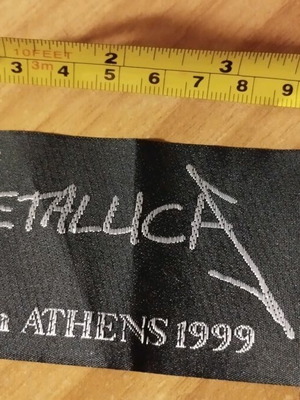 2 3
10FEET
3 3m 4 5 6 7 8 9
ETALLICA
ATHENS 1999